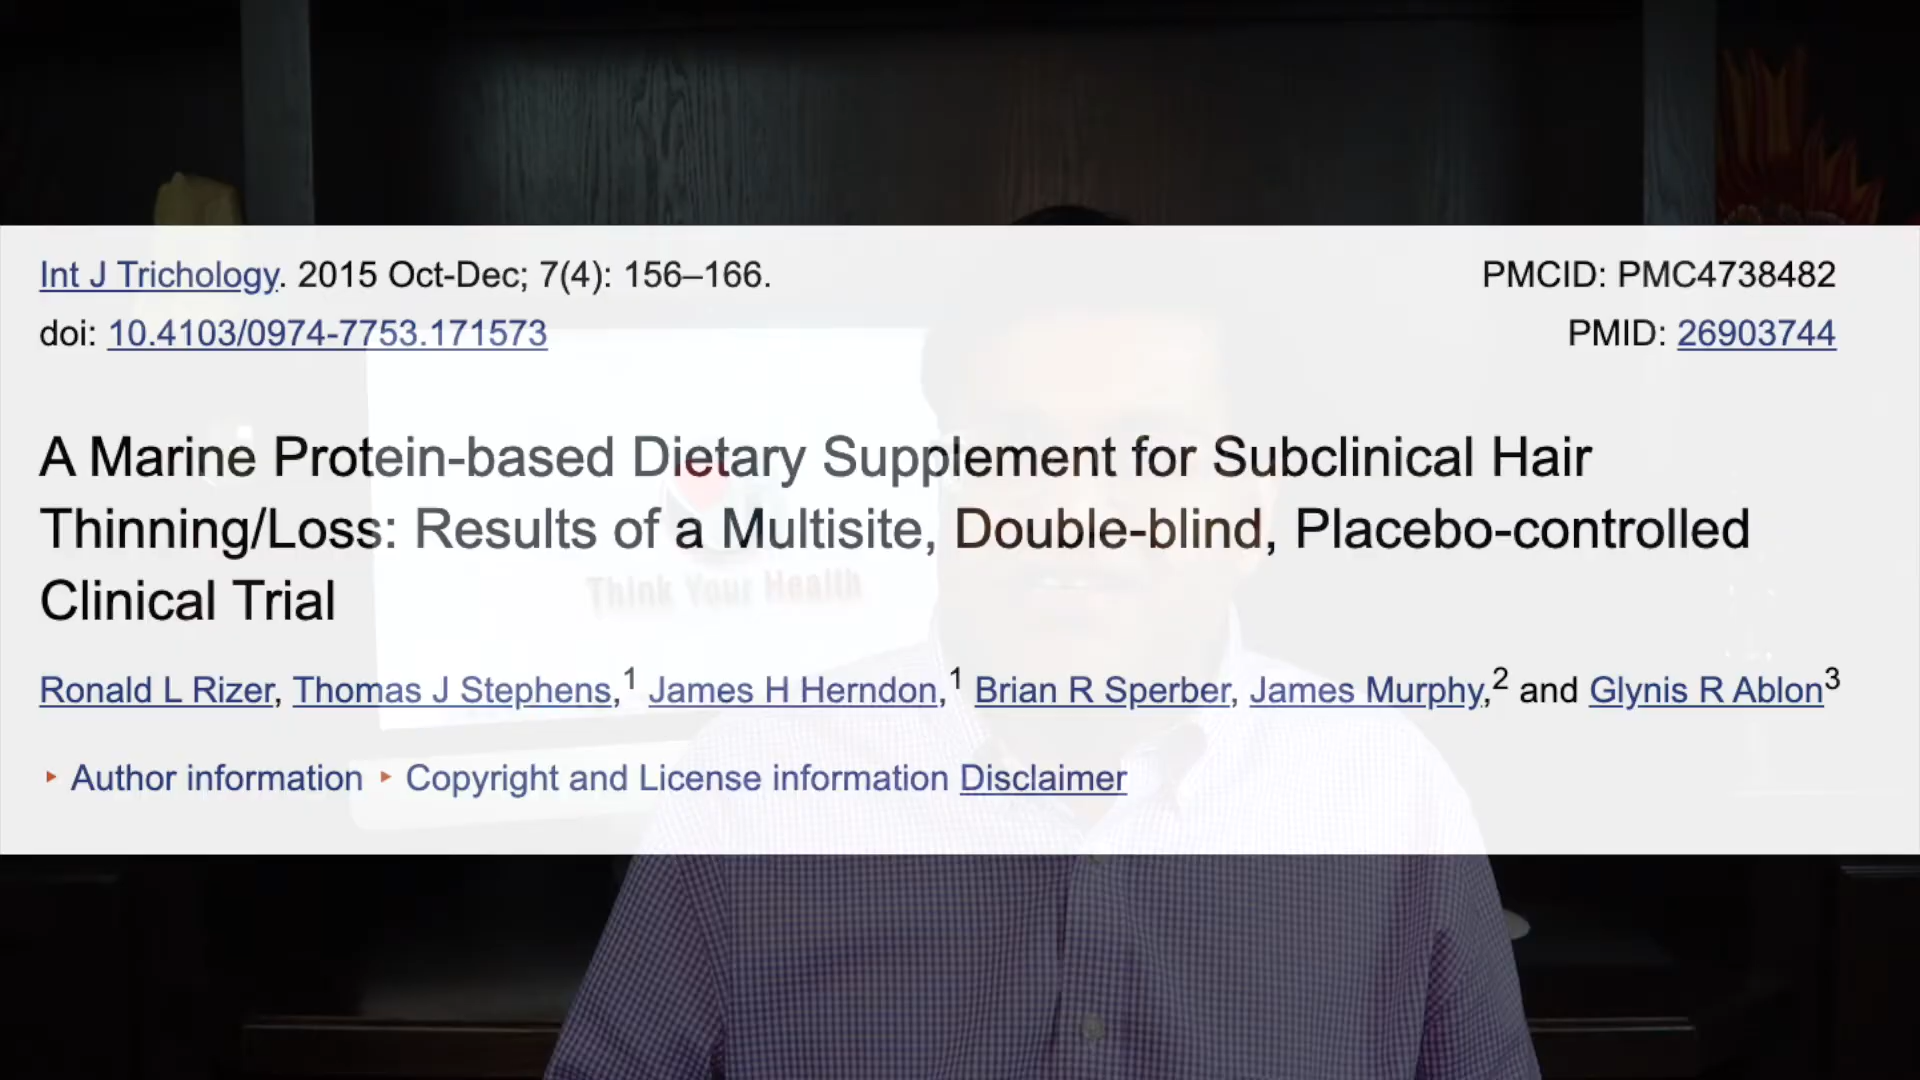 Int J Trichology. 2015 Oct-Dec; 7(4): 156–166.
PMCID: PMC4738482
doi: 10.4103/0974-7753.171573
PMID: 26903744
A Marine Protein-based Dietary Supplement for Subclinical Hair
Thinning/Loss: Results of a Multisite, Double-blind, Placebo-controlled
Clinical Trial
Think Your Health
Ronald L Rizer, Thomas J Stephens,1 James H Herndon,1 Brian R Sperber, James Murphy,2 and Glynis R Ablon3
‣ Author information ‣ Copyright and License information Disclaimer